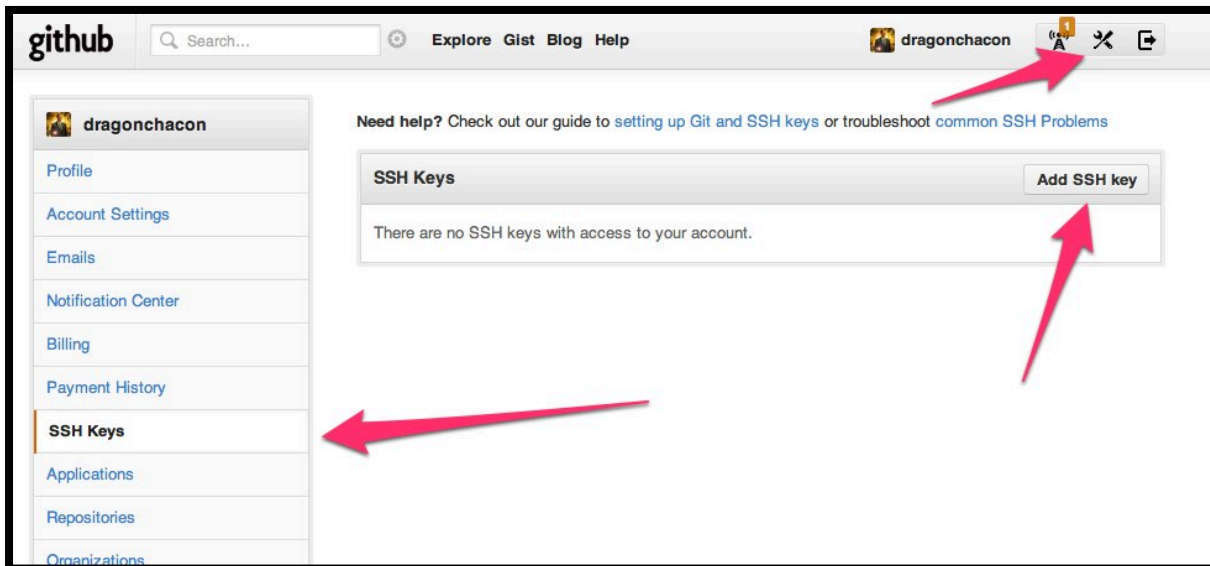 github Search... Explore Gist Blog Help dragonchacon 1
dragonchacon
Profile
Account Settings
Emails
Notification Center
Billing
Payment History
SSH Keys
Applications
Repositories
Organizations
Need help? Check out our guide to setting up Git and SSH keys or troubleshoot common SSH Problems
SSH Keys Add SSH key
There are no SSH keys with access to your account.